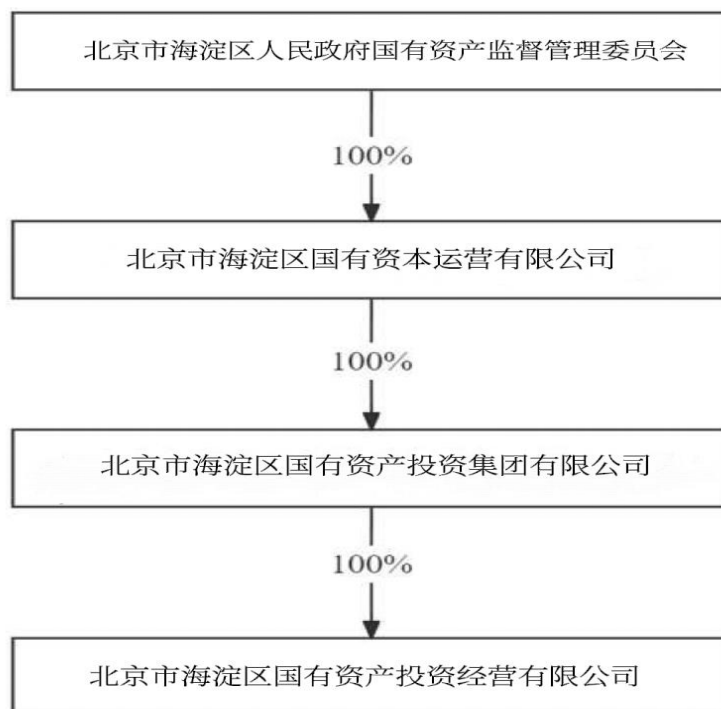 北京市海淀区人民政府国有资产监督管理委员会
100%
北京市海淀区国有资本运营有限公司
100%
北京市海淀区国有资产投资集团有限公司
100%
北京市海淀区国有资产投资经营有限公司